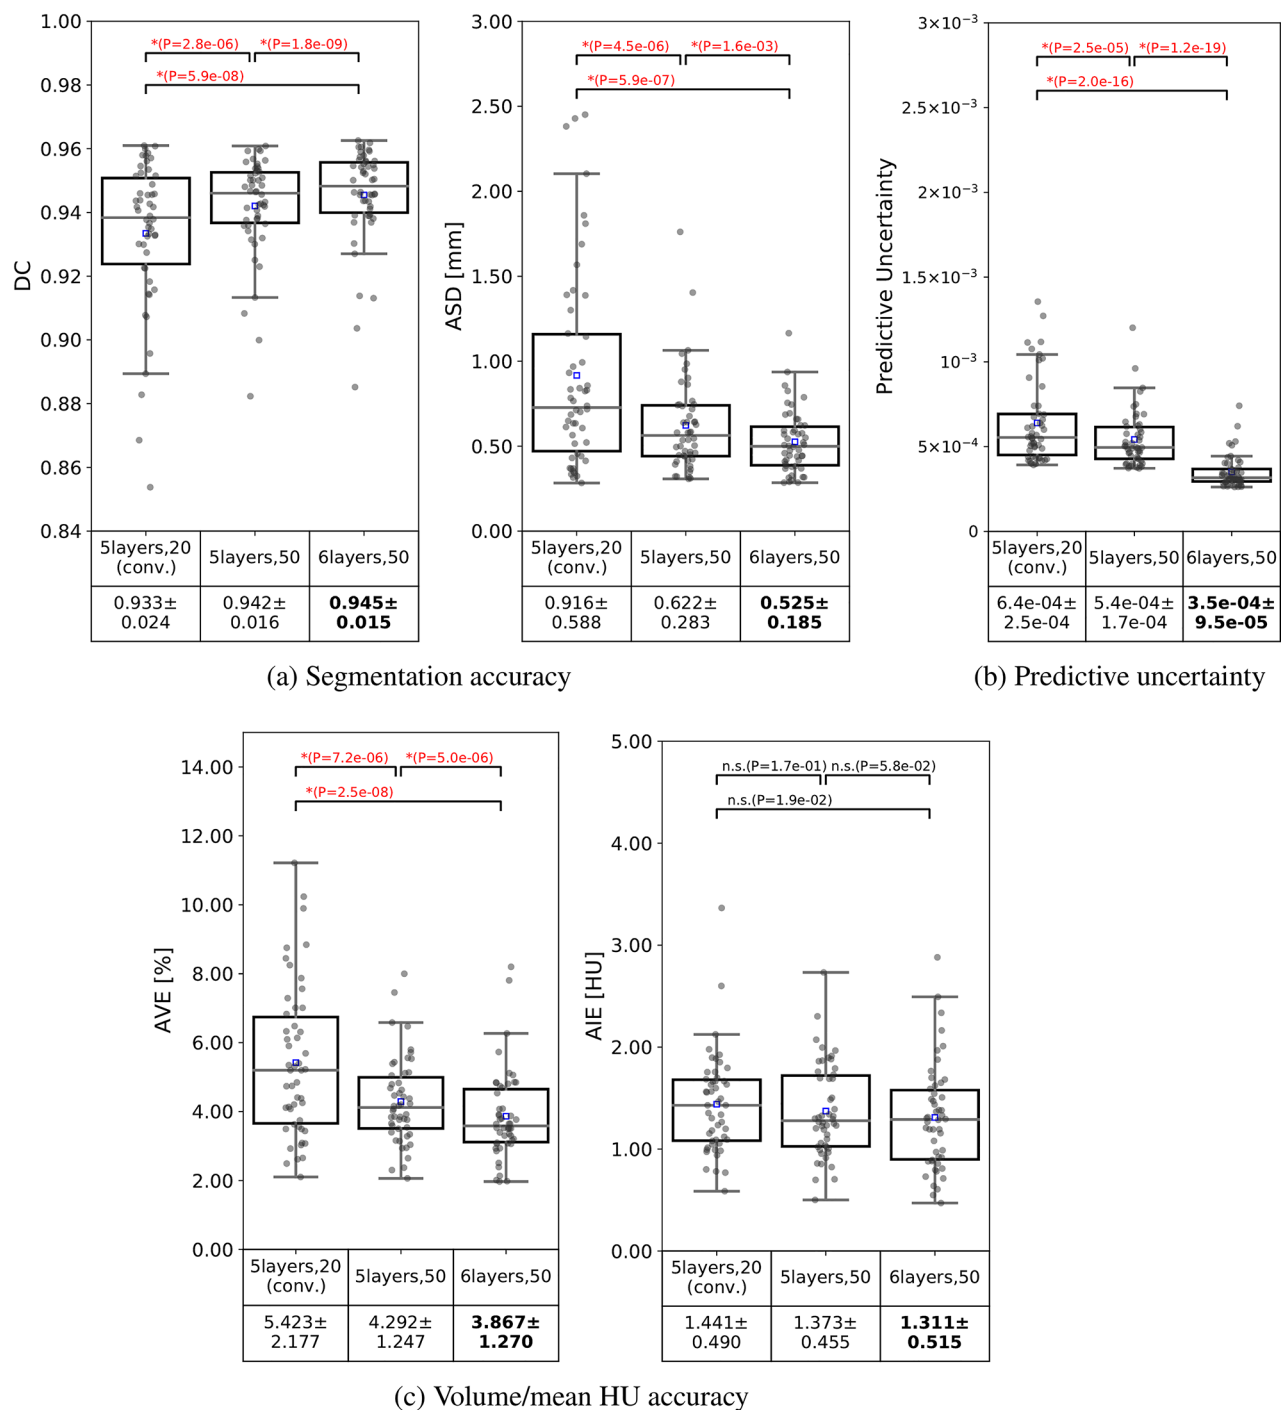 1.00
0.98
0.96
0.94
0.92
0.90
0.88
0.86
0.84
DC
*(P=2.8e-06)
*(P=1.8e-09)
*(P=5.9e-08)
5layers,20
(conv.)
5layers,50
6layers,50
0.933±
0.024
0.942±
0.016
0.945±
0.015
3.00
2.50
2.00
1.50
1.00
0.50
0.00
ASD [mm]
*(P=4.5e-06)
*(P=1.6e-03)
*(P=5.9e-07)
5layers,20
(conv.)
5layers,50
6layers,50
0.916±
0.588
0.622±
0.283
0.525±
0.185
(a) Segmentation accuracy
3×10⁻³
2.5×10⁻³
2×10⁻³
1.5×10⁻³
10⁻³
5×10⁻⁴
0
Predictive Uncertainty
*(P=2.5e-05)
*(P=1.2e-19)
*(P=2.0e-16)
5layers,20
(conv.)
5layers,50
6layers,50
6.4e-04±
2.5e-04
5.4e-04±
1.7e-04
3.5e-04±
9.5e-05
(b) Predictive uncertainty
14.00
12.00
10.00
8.00
6.00
4.00
2.00
0.00
AVE [%]
*(P=7.2e-06)
*(P=5.0e-06)
*(P=2.5e-08)
5layers,20
(conv.)
5layers,50
6layers,50
5.423±
2.177
4.292±
1.247
3.867±
1.270
5.00
4.00
3.00
2.00
1.00
0.00
AIE [HU]
n.s.(P=1.7e-01)
n.s.(P=5.8e-02)
n.s.(P=1.9e-02)
5layers,20
(conv.)
5layers,50
6layers,50
1.441±
0.490
1.373±
0.455
1.311±
0.515
(c) Volume/mean HU accuracy